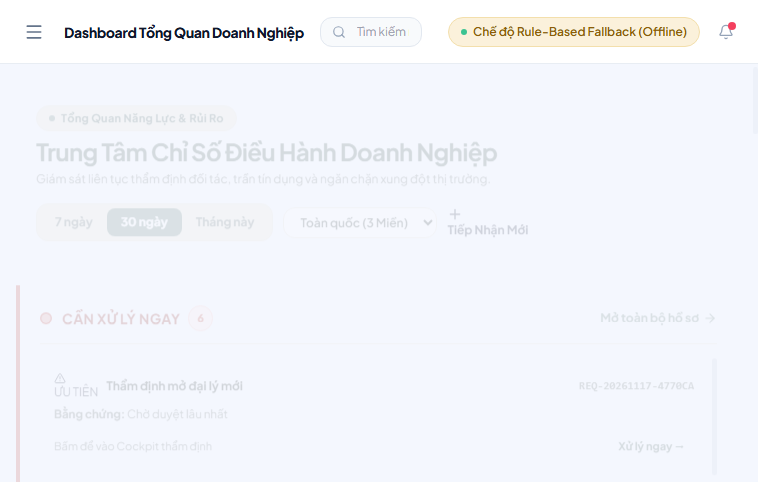 Dashboard Tổng Quan Doanh Nghiệp
Tìm kiếm
Chế độ Rule-Based Fallback (Offline)
Tổng Quan Năng Lực & Rủi Ro
Trung Tâm Chỉ Số Điều Hành Doanh Nghiệp
Giám sát liên tục thẩm định đối tác, trần tín dụng và ngăn chặn xung đột thị trường.
7 ngày
30 ngày
Tháng này
Toàn quốc (3 Miền)
+
Tiếp Nhận Mới
CẦN XỬ LÝ NGAY
6
Mở toàn bộ hồ sơ →
ƯU TIÊN
Thẩm định mở đại lý mới
REQ-20261117-4770CA
Bằng chứng: Chờ duyệt lâu nhất
Bấm để vào Cockpit thẩm định
Xử lý ngay →